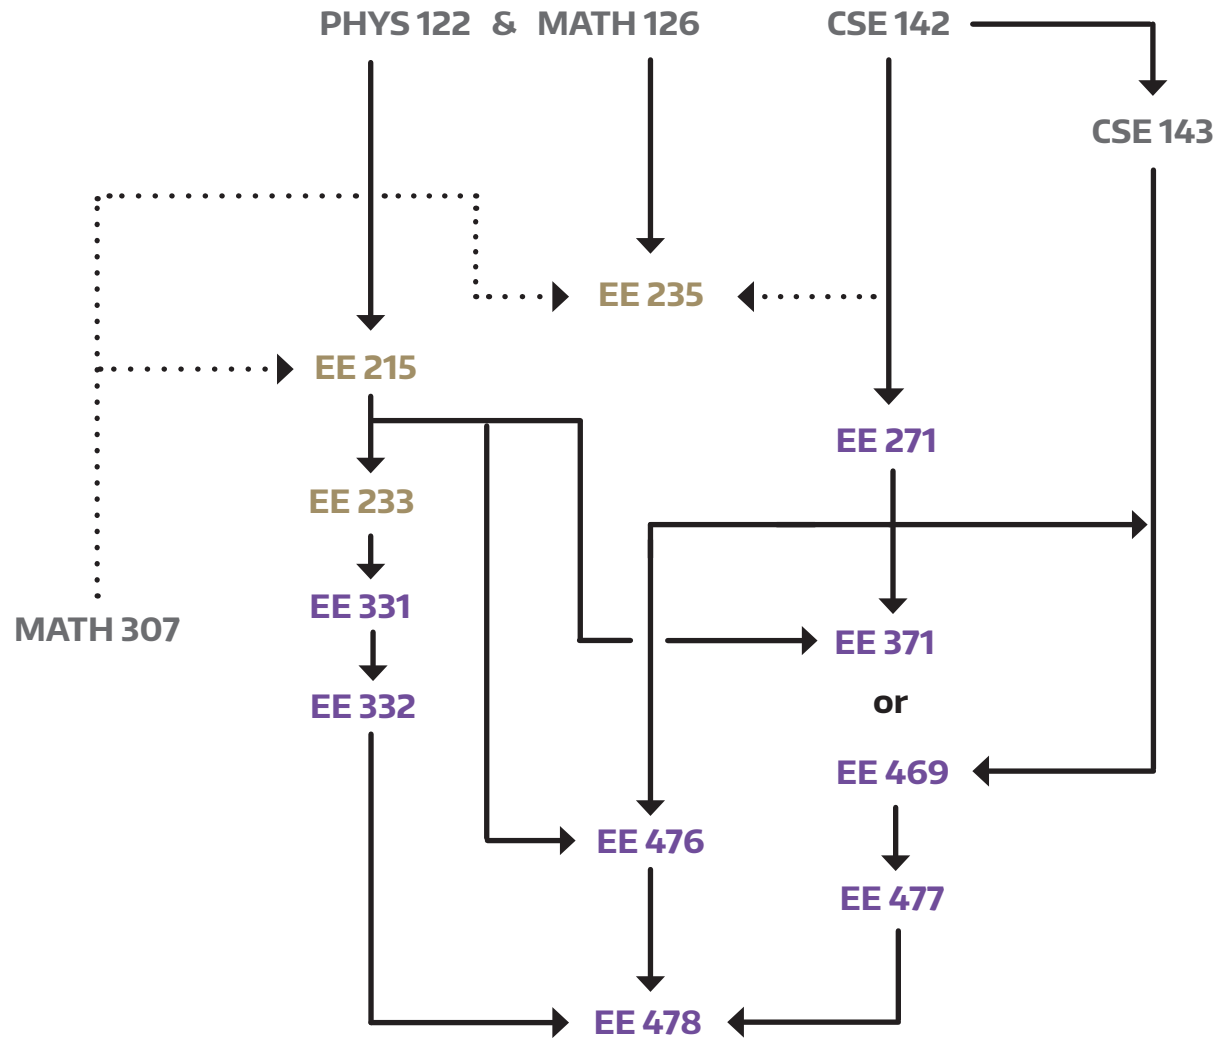 PHYS 122 & MATH 126 CSE 142
CSE 143
EE 235
EE 215
EE 271
EE 233
EE 331
MATH 307
EE 371
EE 332
or
EE 469
EE 476
EE 477
EE 478